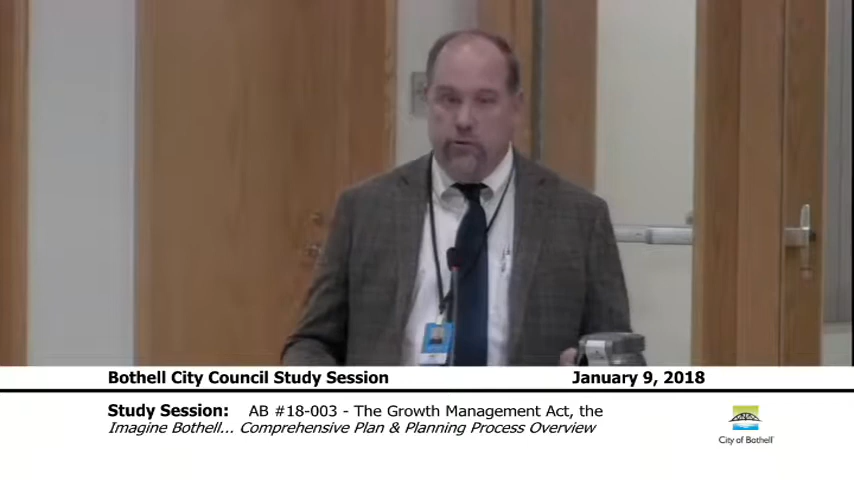 Bothell City Council Study Session January 9, 2018
Study Session: AB #18-003 - The Growth Management Act, the
Imagine Bothell... Comprehensive Plan & Planning Process Overview
City of Bothell